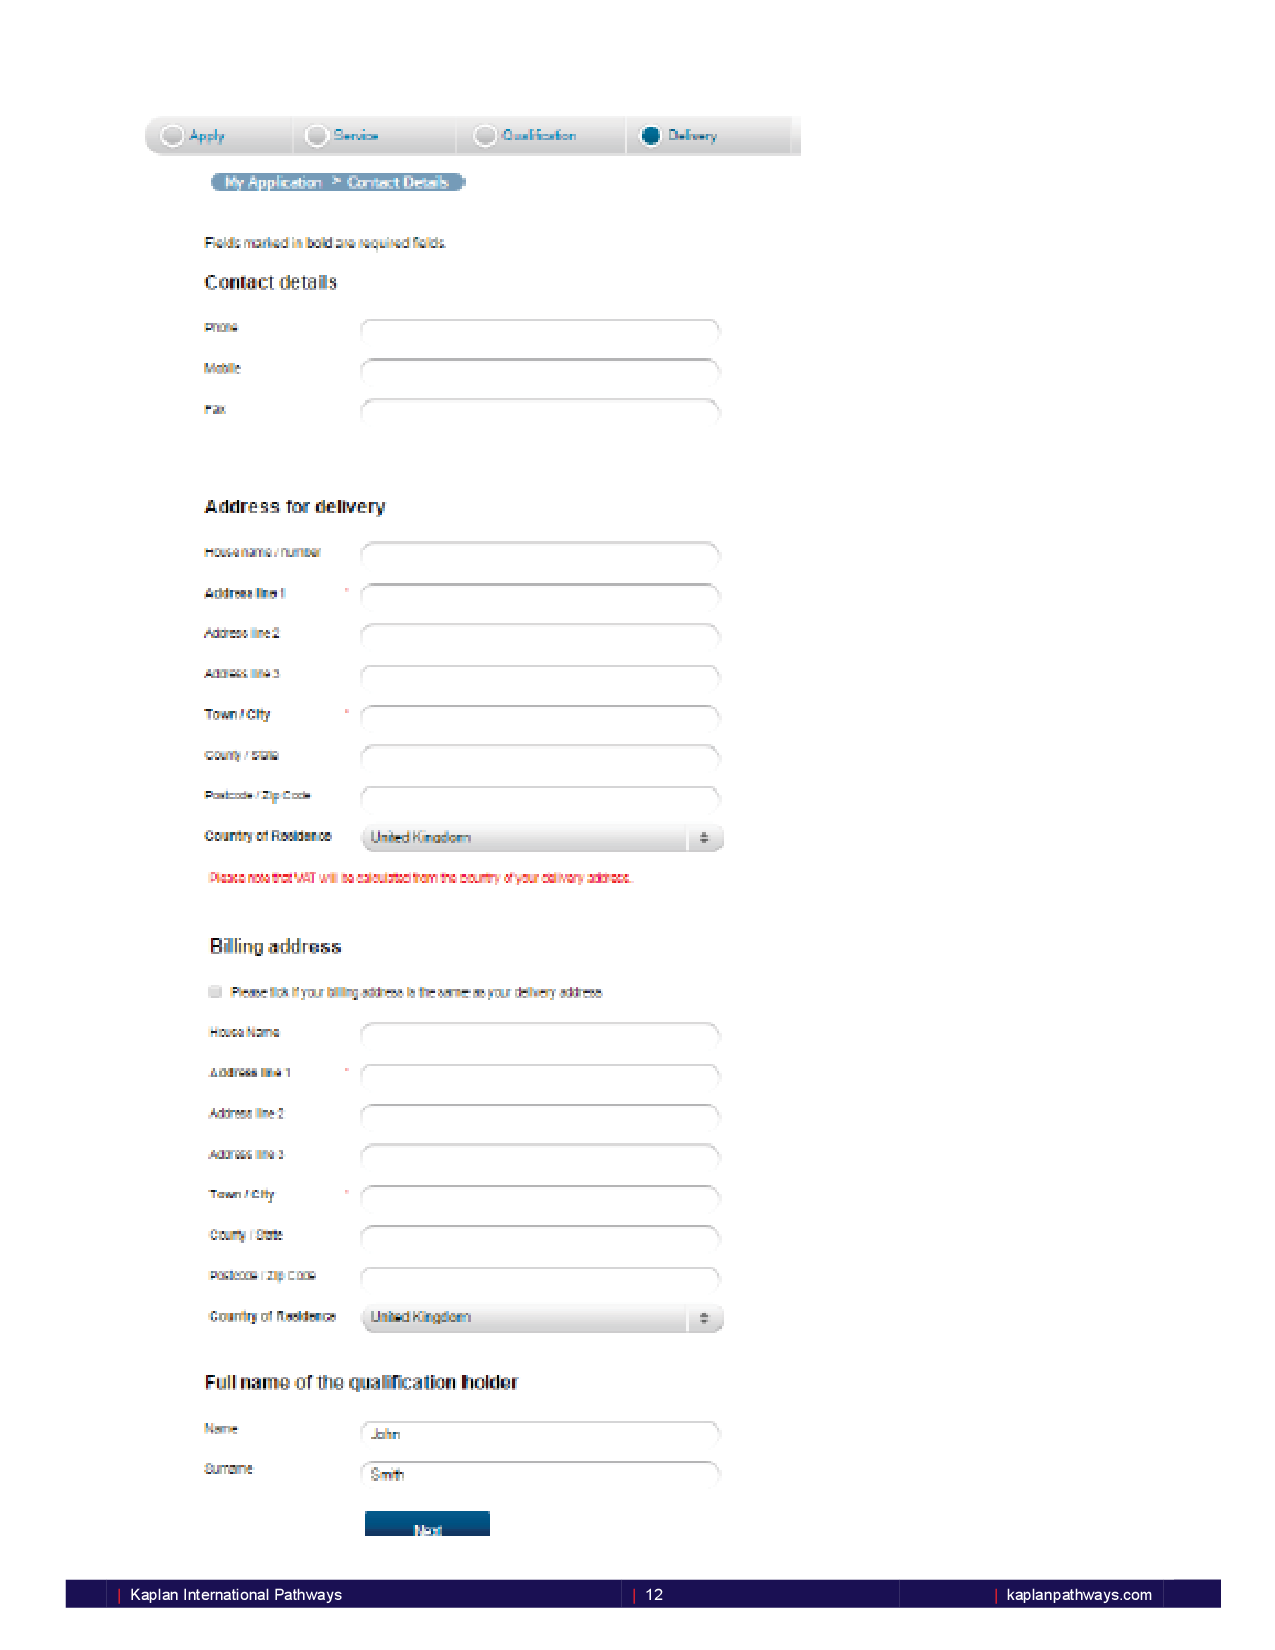 Apply Service Qualification Delivery
My Application > Contact Details
Fields marked in bold are required fields.
Contact details
Phone
Mobile
Fax
Address for delivery
House name / number
Address line 1 *
Address line 2
Address line 3
Town / City *
County / State
Postcode / Zip Code
Country of Residence United Kingdom
Please note that VAT will be calculated from the country of your delivery address.
Billing address
Please tick if your billing address is the same as your delivery address
House Name
Address line 1 *
Address line 2
Address line 3
Town / City *
County / State
Postcode / Zip Code
Country of Residence United Kingdom
Full name of the qualification holder
Name John
Surname Smith
Next
| Kaplan International Pathways | 12 | kaplanpathways.com